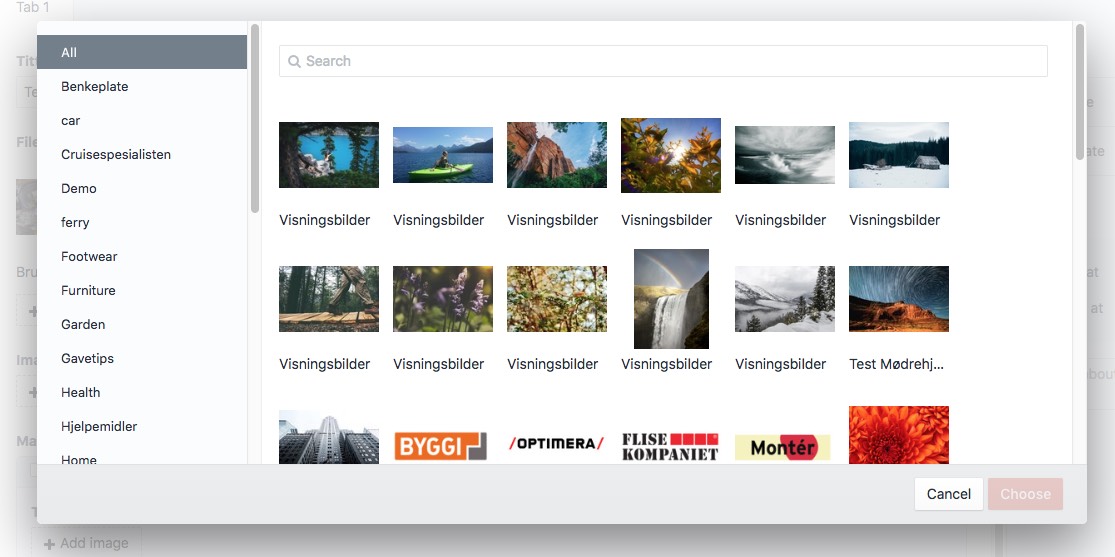 Tab 1
All
Benkeplate
car
Cruisespesialisten
Demo
ferry
Footwear
Furniture
Garden
Gavetips
Health
Hjelpemidler
Home
Search
Visningsbilder Visningsbilder Visningsbilder Visningsbilder Visningsbilder Visningsbilder
Visningsbilder Visningsbilder Visningsbilder Visningsbilder Visningsbilder Test Mødrehj...
BYGGI
/OPTIMERA/
FLISE
KOMPANIET
Montér
Cancel Choose
at
at
Add image